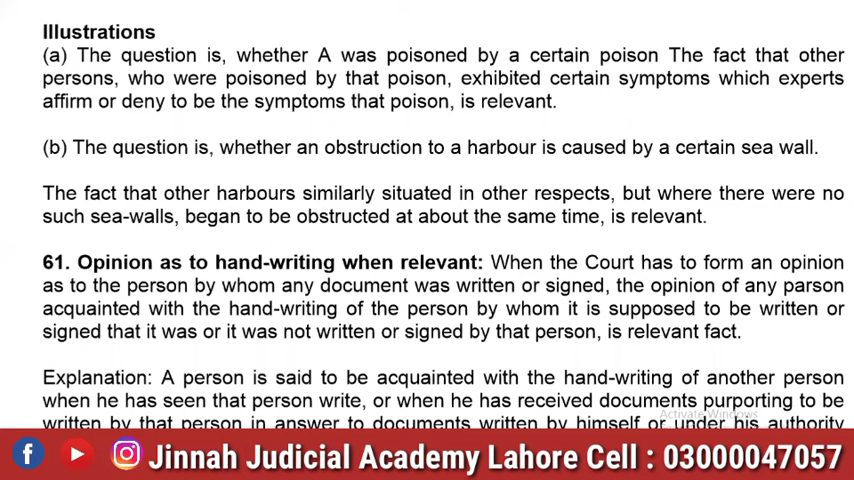 Illustrations
(a) The question is, whether A was poisoned by a certain poison The fact that other
persons, who were poisoned by that poison, exhibited certain symptoms which experts
affirm or deny to be the symptoms that poison, is relevant.
(b) The question is, whether an obstruction to a harbour is caused by a certain sea wall.
The fact that other harbours similarly situated in other respects, but where there were no
such sea-walls, began to be obstructed at about the same time, is relevant.
61. Opinion as to hand-writing when relevant: When the Court has to form an opinion
as to the person by whom any document was written or signed, the opinion of any parson
acquainted with the hand-writing of the person by whom it is supposed to be written or
signed that it was or it was not written or signed by that person, is relevant fact.
Explanation: A person is said to be acquainted with the hand-writing of another person
when he has seen that person write, or when he has received documents purporting to be
Activate Windows
written by that person in answer to documents written by himself or under his authority
Jinnah Judicial Academy Lahore Cell : 03000047057